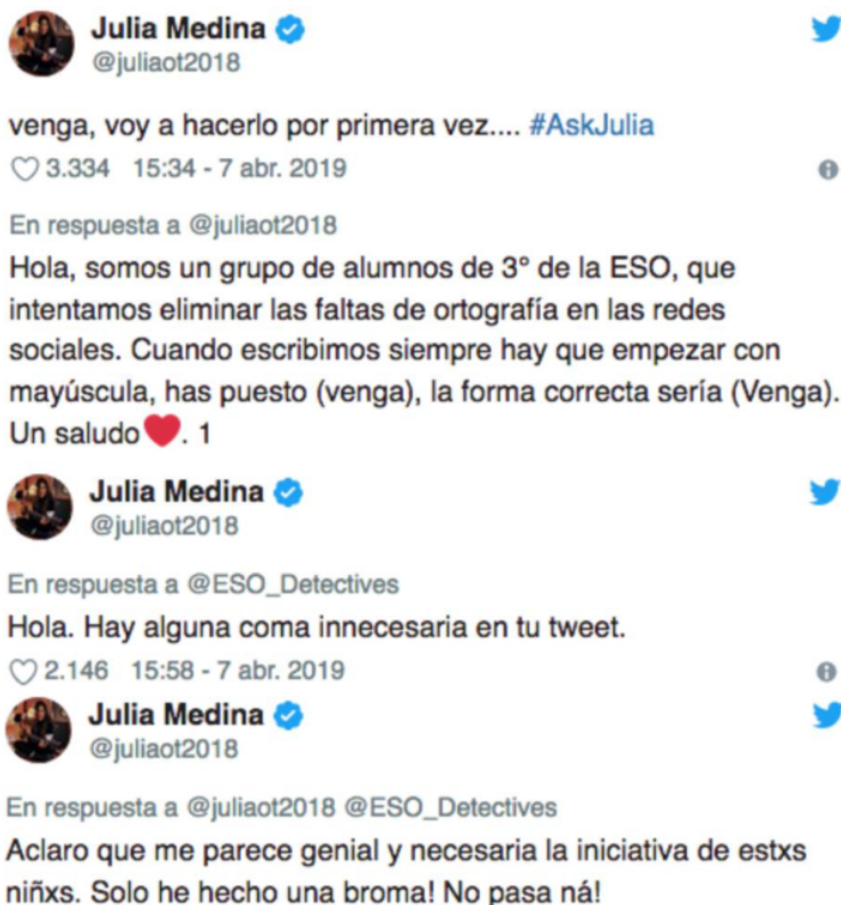 Julia Medina
@juliaot2018
venga, voy a hacerlo por primera vez.... #AskJulia
3.334 15:34 - 7 abr. 2019
En respuesta a @juliaot2018
Hola, somos un grupo de alumnos de 3° de la ESO, que
intentamos eliminar las faltas de ortografía en las redes
sociales. Cuando escribimos siempre hay que empezar con
mayúscula, has puesto (venga), la forma correcta sería (Venga).
Un saludo❤️. 1
Julia Medina
@juliaot2018
En respuesta a @ESO_Detectives
Hola. Hay alguna coma innecesaria en tu tweet.
2.146 15:58 - 7 abr. 2019
Julia Medina
@juliaot2018
En respuesta a @juliaot2018 @ESO_Detectives
Aclaro que me parece genial y necesaria la iniciativa de estxs
niñxs. Solo he hecho una broma! No pasa ná!